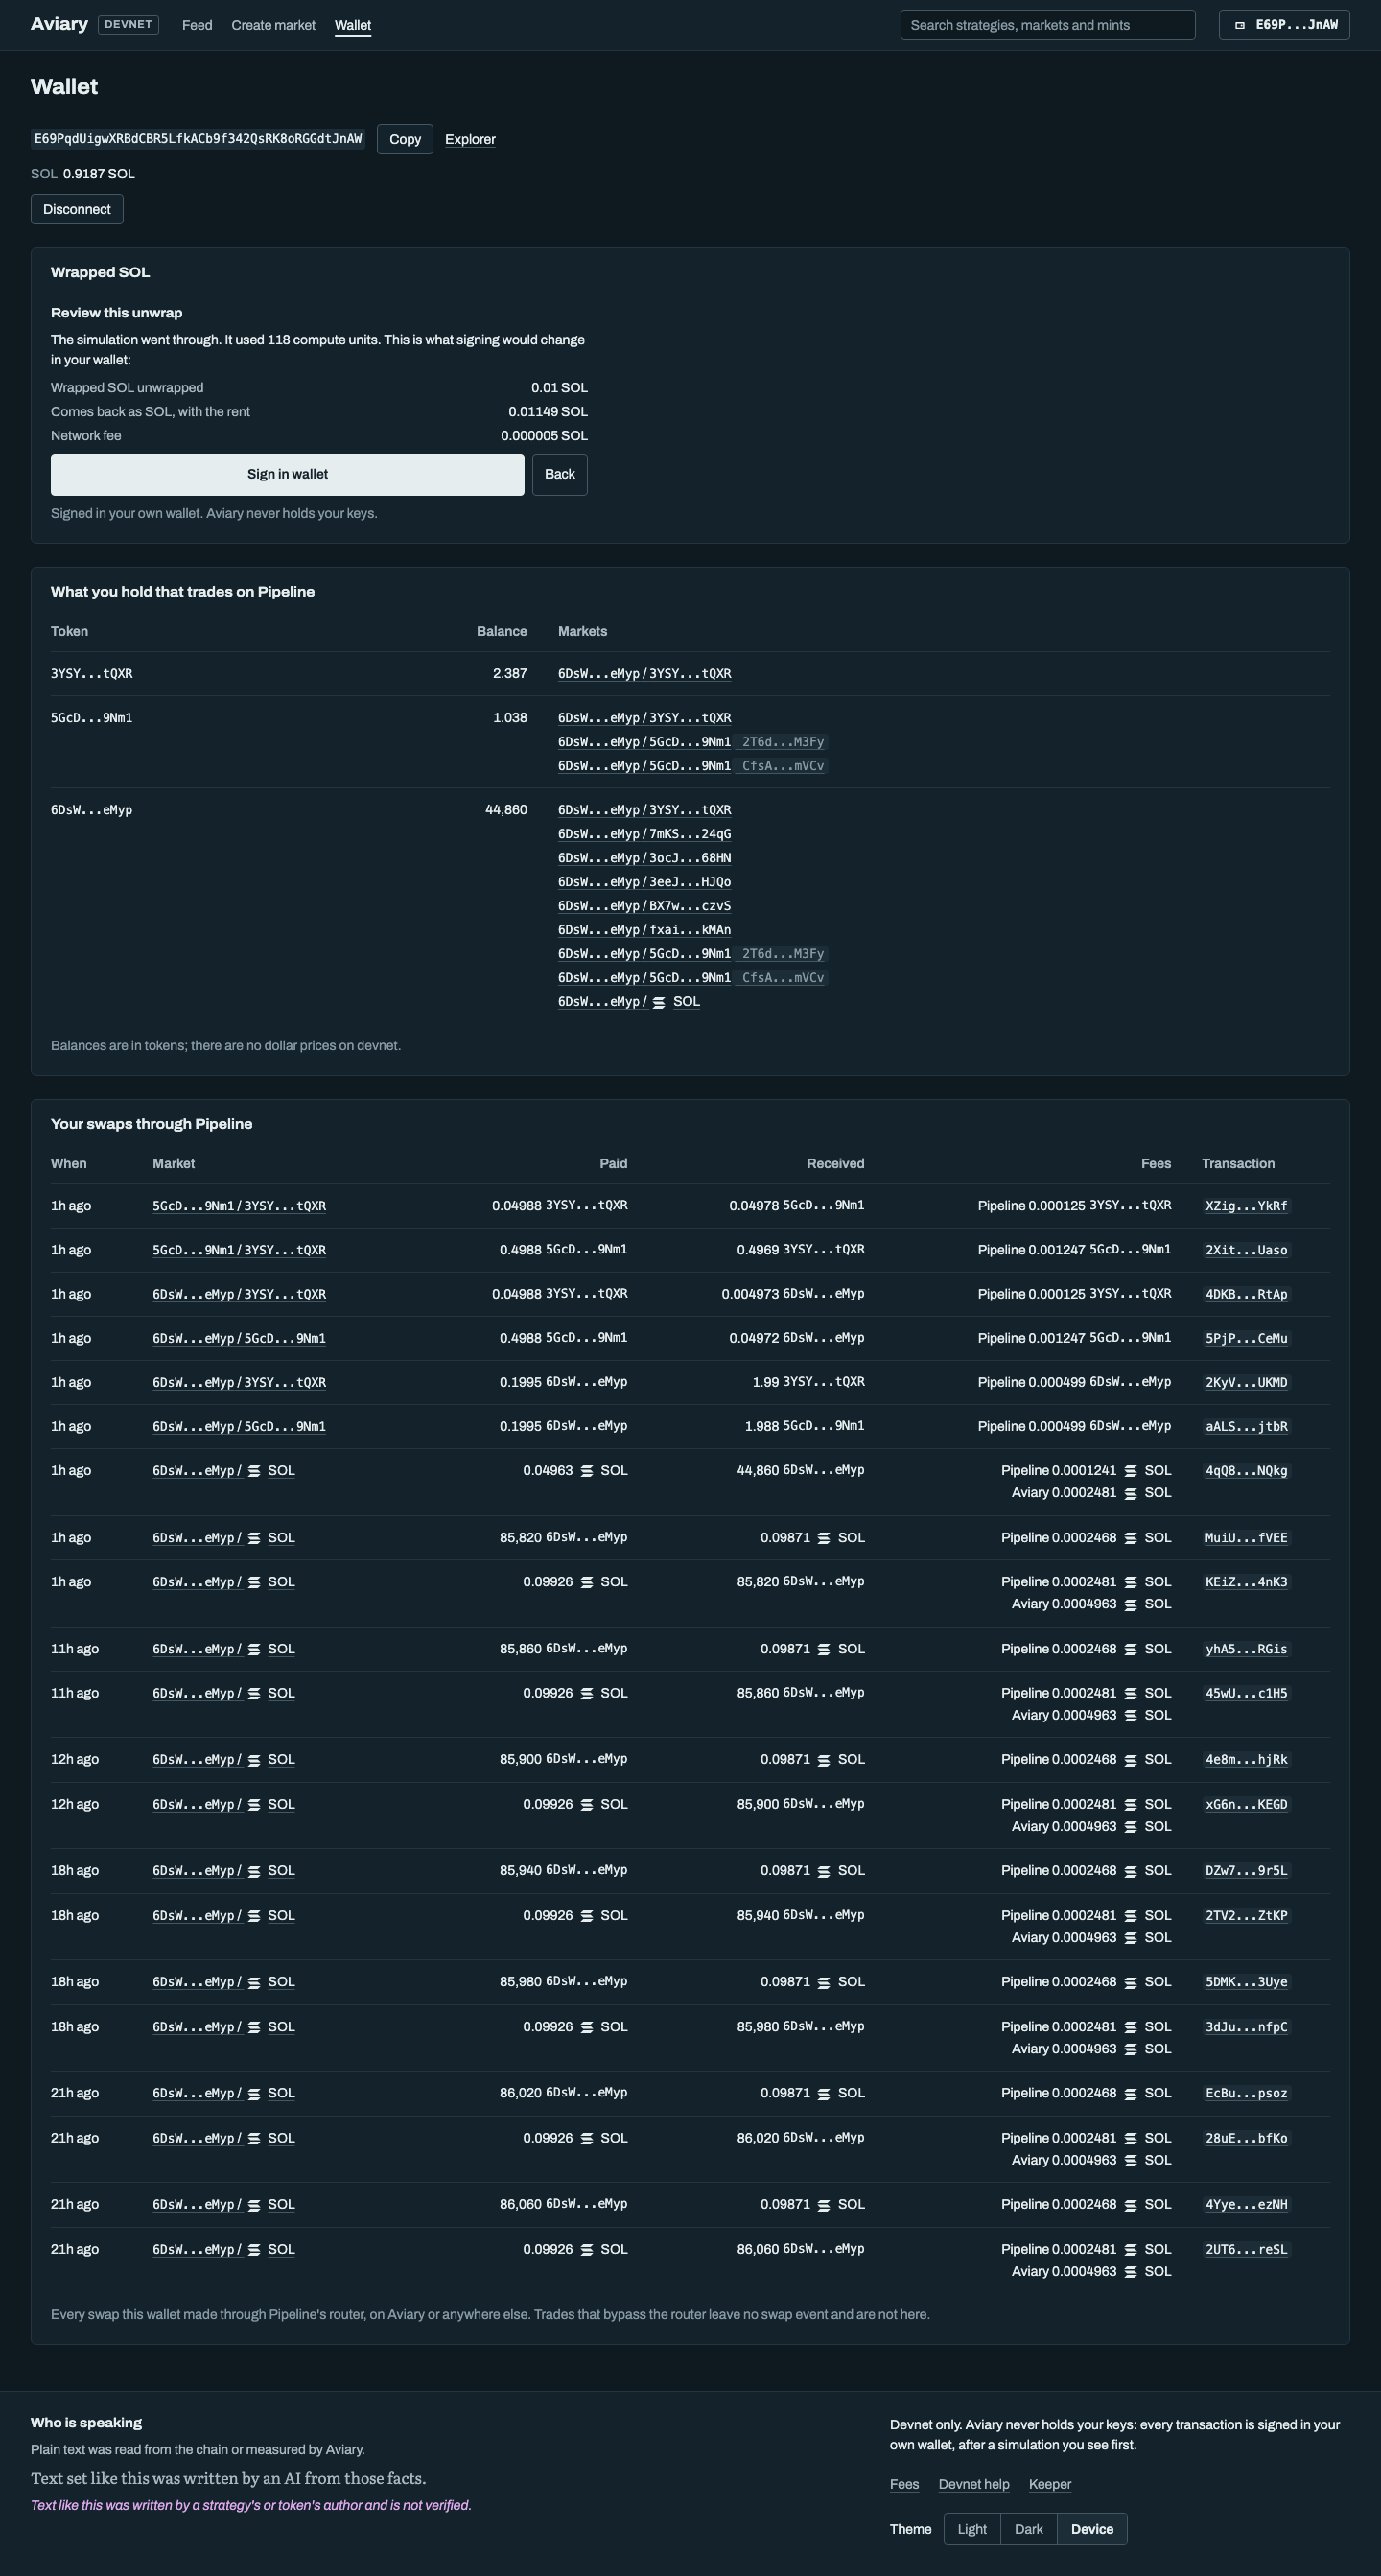 Aviary DEVNET Feed Create market Wallet Search strategies, markets and mints E69P...JnAW
Wallet
E69PqdUigwXRBdCBR5LfkACb9f342QsRK8oRGGdtJnAW Copy Explorer
SOL 0.9187 SOL
Disconnect
Wrapped SOL
Review this unwrap
The simulation went through. It used 118 compute units. This is what signing would change
in your wallet:
Wrapped SOL unwrapped 0.01 SOL
Comes back as SOL, with the rent 0.01149 SOL
Network fee 0.000005 SOL
Sign in wallet Back
Signed in your own wallet. Aviary never holds your keys.
What you hold that trades on Pipeline
Token Balance Markets
3YSY...tQXR 2.387 6DsW...eMyp / 3YSY...tQXR
5GcD...9Nm1 1.038 6DsW...eMyp / 3YSY...tQXR
6DsW...eMyp / 5GcD...9Nm1 2T6d...M3Fy
6DsW...eMyp / 5GcD...9Nm1 CfsA...mVCv
6DsW...eMyp 44,860 6DsW...eMyp / 3YSY...tQXR
6DsW...eMyp / 7mKS...24qG
6DsW...eMyp / 3ocJ...68HN
6DsW...eMyp / 3eeJ...HJQo
6DsW...eMyp / BX7w...czvS
6DsW...eMyp / fxai...kMAn
6DsW...eMyp / 5GcD...9Nm1 2T6d...M3Fy
6DsW...eMyp / 5GcD...9Nm1 CfsA...mVCv
6DsW...eMyp / SOL
Balances are in tokens; there are no dollar prices on devnet.
Your swaps through Pipeline
When Market Paid Received Fees Transaction
1h ago 5GcD...9Nm1 / 3YSY...tQXR 0.04988 3YSY...tQXR 0.04978 5GcD...9Nm1 Pipeline 0.000125 3YSY...tQXR XZig...YkRf
1h ago 5GcD...9Nm1 / 3YSY...tQXR 0.4988 5GcD...9Nm1 0.4969 3YSY...tQXR Pipeline 0.001247 5GcD...9Nm1 2Xit...Uaso
1h ago 6DsW...eMyp / 3YSY...tQXR 0.04988 3YSY...tQXR 0.004973 6DsW...eMyp Pipeline 0.000125 3YSY...tQXR 4DKB...RtAp
1h ago 6DsW...eMyp / 5GcD...9Nm1 0.4988 5GcD...9Nm1 0.04972 6DsW...eMyp Pipeline 0.001247 5GcD...9Nm1 5PjP...CeMu
1h ago 6DsW...eMyp / 3YSY...tQXR 0.1995 6DsW...eMyp 1.99 3YSY...tQXR Pipeline 0.000499 6DsW...eMyp 2KyV...UKMD
1h ago 6DsW...eMyp / 5GcD...9Nm1 0.1995 6DsW...eMyp 1.988 5GcD...9Nm1 Pipeline 0.000499 6DsW...eMyp aALS...jtbR
1h ago 6DsW...eMyp / SOL 0.04963 SOL 44,860 6DsW...eMyp Pipeline 0.0001241 SOL 4qQ8...NQkg
Aviary 0.0002481 SOL
1h ago 6DsW...eMyp / SOL 85,820 6DsW...eMyp 0.09871 SOL Pipeline 0.0002468 SOL MuiU...fVEE
1h ago 6DsW...eMyp / SOL 0.09926 SOL 85,820 6DsW...eMyp Pipeline 0.0002481 SOL KEiZ...4nK3
Aviary 0.0004963 SOL
11h ago 6DsW...eMyp / SOL 85,860 6DsW...eMyp 0.09871 SOL Pipeline 0.0002468 SOL yhA5...RGis
11h ago 6DsW...eMyp / SOL 0.09926 SOL 85,860 6DsW...eMyp Pipeline 0.0002481 SOL 45wU...c1H5
Aviary 0.0004963 SOL
12h ago 6DsW...eMyp / SOL 85,900 6DsW...eMyp 0.09871 SOL Pipeline 0.0002468 SOL 4e8m...hjRk
12h ago 6DsW...eMyp / SOL 0.09926 SOL 85,900 6DsW...eMyp Pipeline 0.0002481 SOL xG6n...KEGD
Aviary 0.0004963 SOL
18h ago 6DsW...eMyp / SOL 85,940 6DsW...eMyp 0.09871 SOL Pipeline 0.0002468 SOL DZw7...9r5L
18h ago 6DsW...eMyp / SOL 0.09926 SOL 85,940 6DsW...eMyp Pipeline 0.0002481 SOL 2TV2...ZtKP
Aviary 0.0004963 SOL
18h ago 6DsW...eMyp / SOL 85,980 6DsW...eMyp 0.09871 SOL Pipeline 0.0002468 SOL 5DMK...3Uye
18h ago 6DsW...eMyp / SOL 0.09926 SOL 85,980 6DsW...eMyp Pipeline 0.0002481 SOL 3dJu...nfpC
Aviary 0.0004963 SOL
21h ago 6DsW...eMyp / SOL 86,020 6DsW...eMyp 0.09871 SOL Pipeline 0.0002468 SOL EcBu...psoz
21h ago 6DsW...eMyp / SOL 0.09926 SOL 86,020 6DsW...eMyp Pipeline 0.0002481 SOL 28uE...bfKo
Aviary 0.0004963 SOL
21h ago 6DsW...eMyp / SOL 86,060 6DsW...eMyp 0.09871 SOL Pipeline 0.0002468 SOL 4Yye...ezNH
21h ago 6DsW...eMyp / SOL 0.09926 SOL 86,060 6DsW...eMyp Pipeline 0.0002481 SOL 2UT6...reSL
Aviary 0.0004963 SOL
Every swap this wallet made through Pipeline's router, on Aviary or anywhere else. Trades that bypass the router leave no swap event and are not here.
Who is speaking
Plain text was read from the chain or measured by Aviary.
Text set like this was written by an AI from those facts.
Text like this was written by a strategy's or token's author and is not verified.
Devnet only. Aviary never holds your keys: every transaction is signed in your
own wallet, after a simulation you see first.
Fees Devnet help Keeper
Theme Light Dark Device